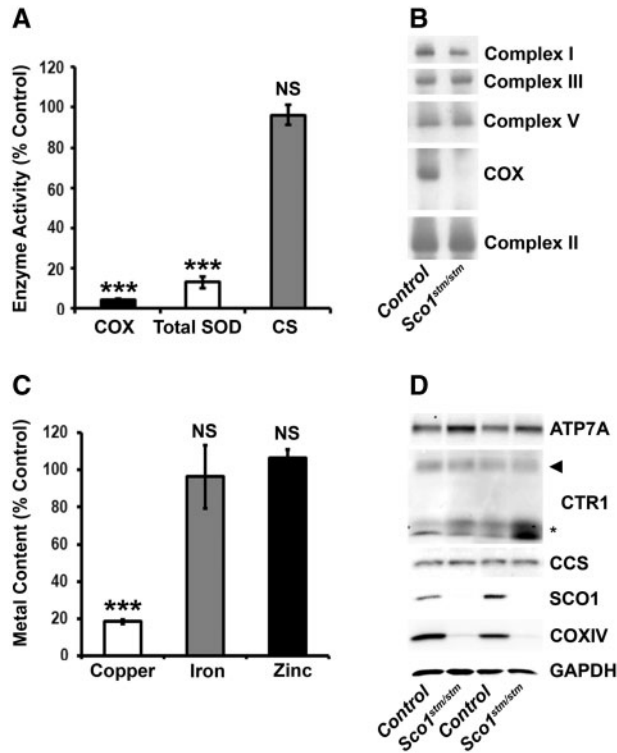 A
Enzyme Activity (% Control)
120
100
80
60
40
20
0
***
***
NS
COX
Total SOD
CS
B
Complex I
Complex III
Complex V
COX
Complex II
Control
Sco1stm/stm
C
Metal Content (% Control)
120
100
80
60
40
20
0
***
NS
NS
Copper
Iron
Zinc
D
ATP7A
CTR1
*
CCS
SCO1
COXIV
GAPDH
Control
Sco1stm/stm
Control
Sco1stm/stm